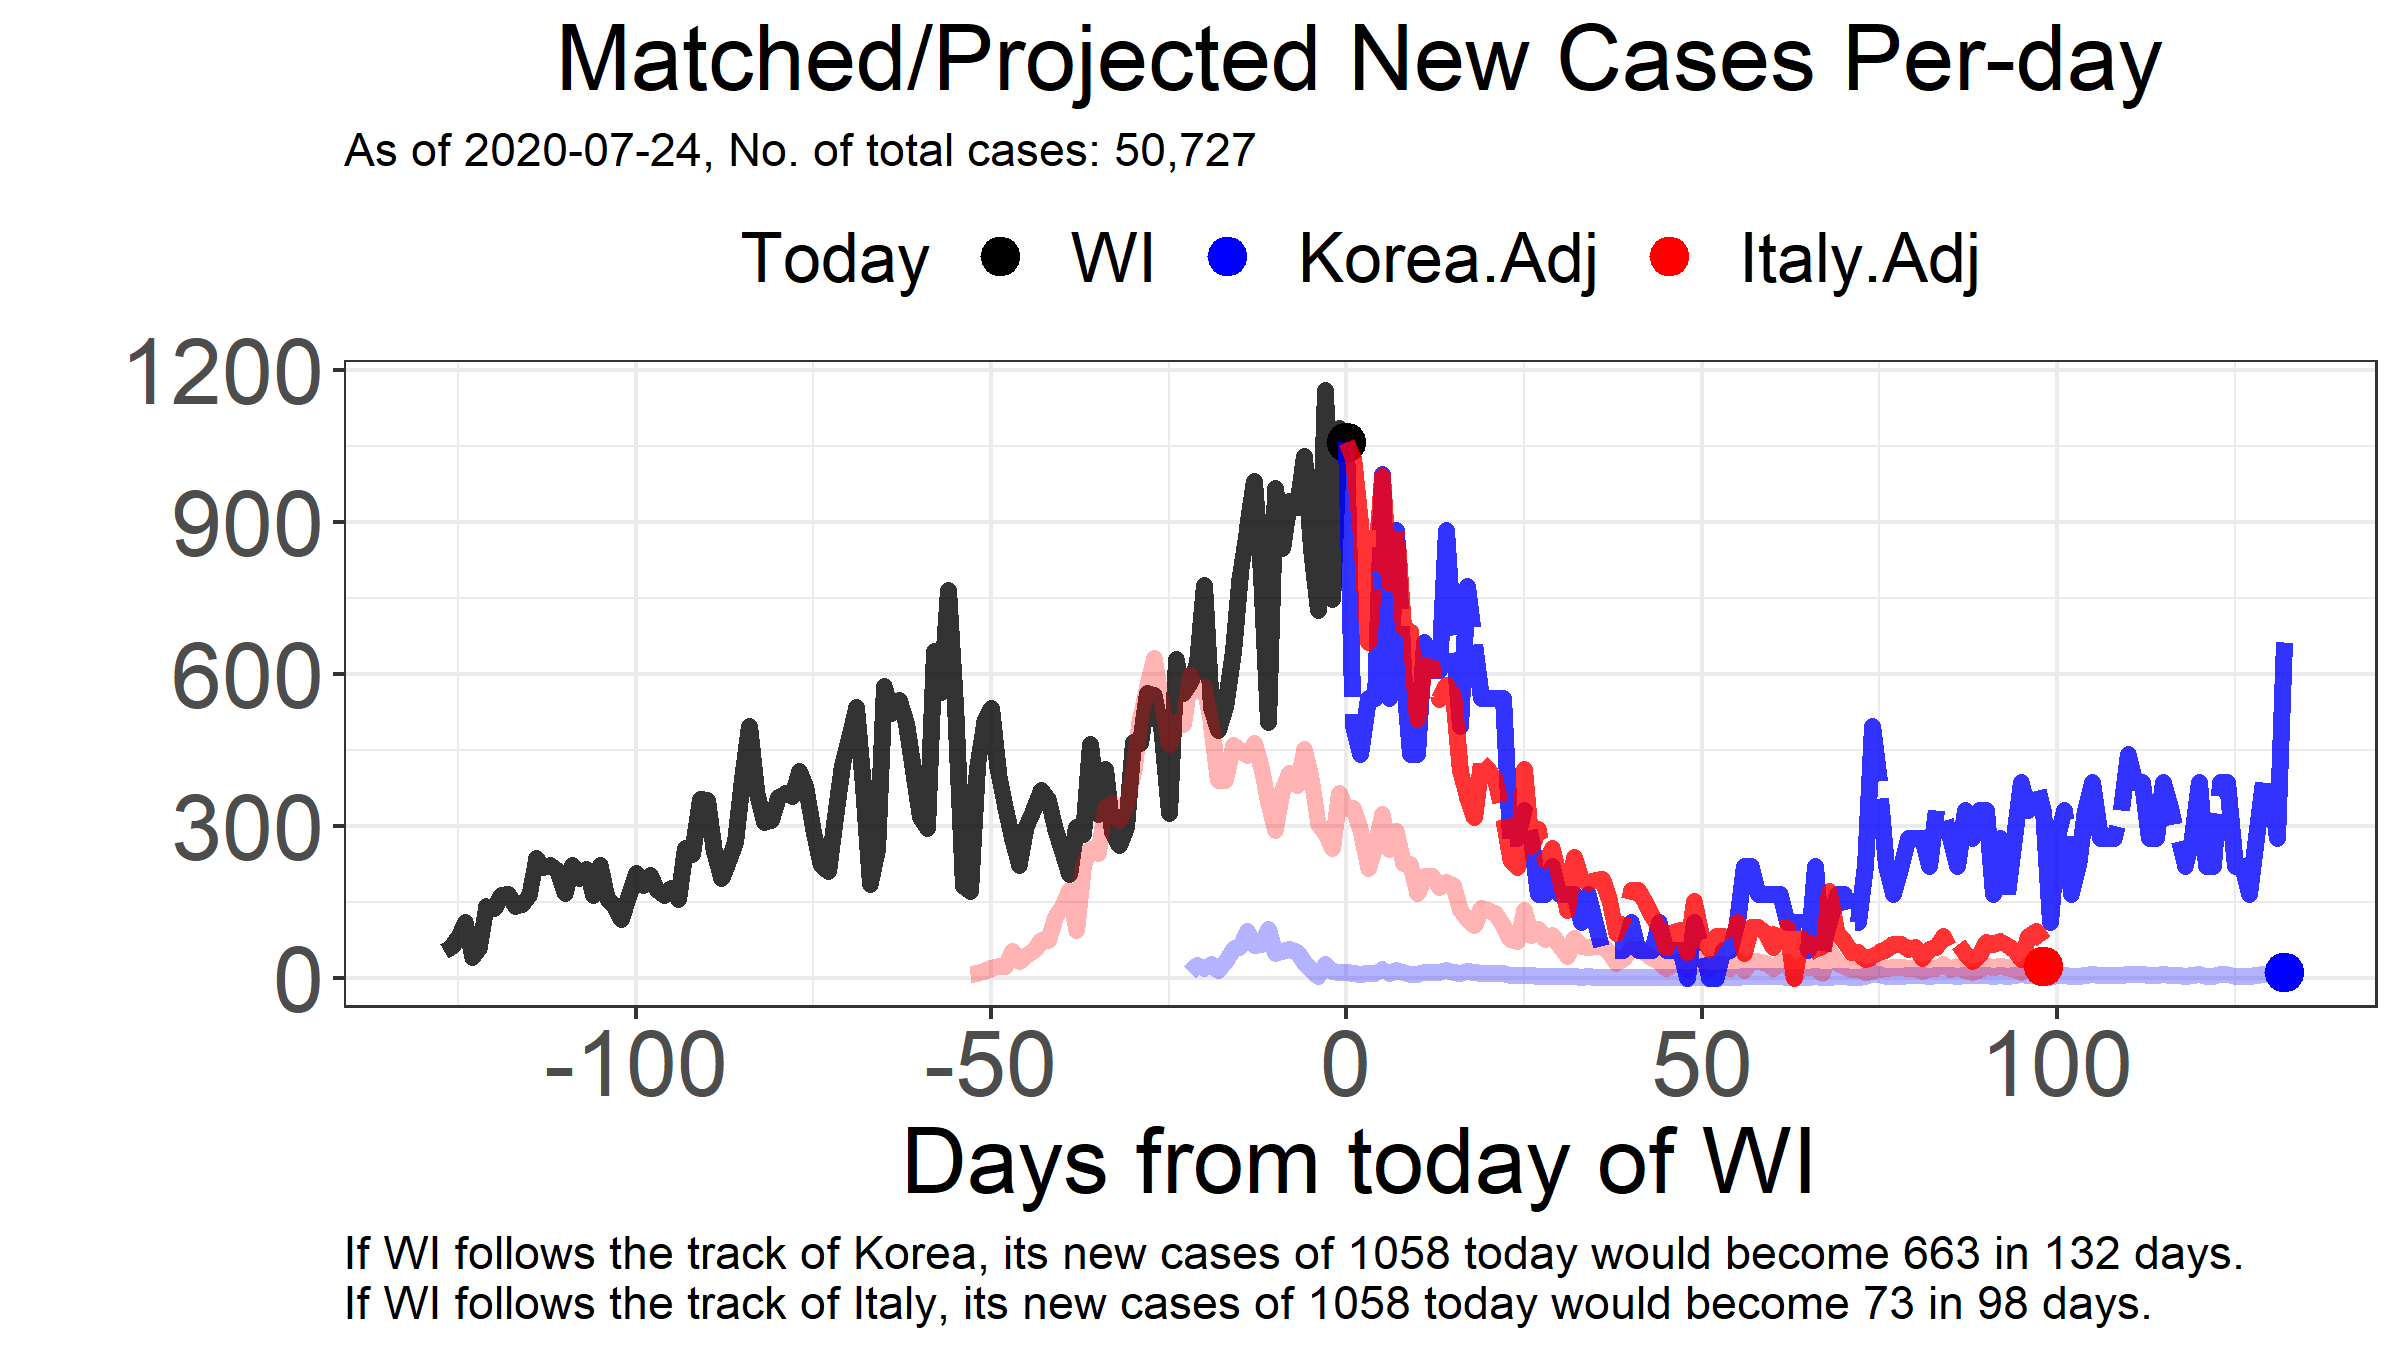 Matched/Projected New Cases Per-day
As of 2020-07-24, No. of total cases: 50,727
Today WI Korea.Adj Italy.Adj
1200
900
600
300
0
-100 -50 0 50 100
Days from today of WI
If WI follows the track of Korea, its new cases of 1058 today would become 663 in 132 days.
If WI follows the track of Italy, its new cases of 1058 today would become 73 in 98 days.